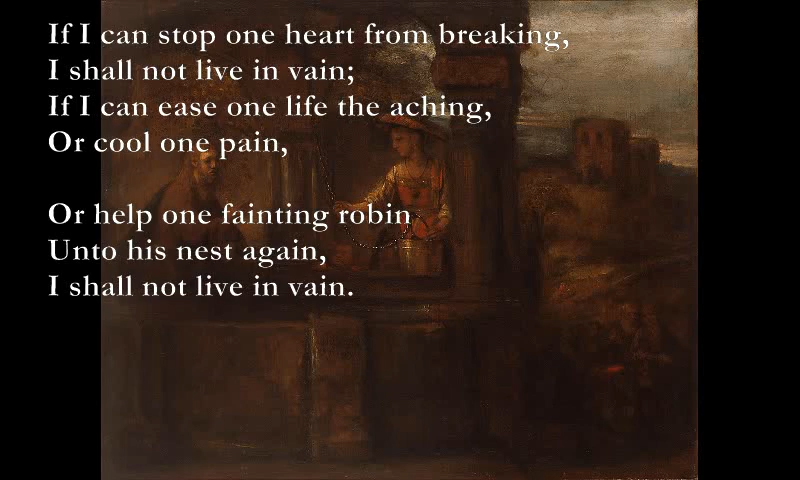 If I can stop one heart from breaking,
I shall not live in vain;
If I can ease one life the aching,
Or cool one pain,
Or help one fainting robin
Unto his nest again,
I shall not live in vain.